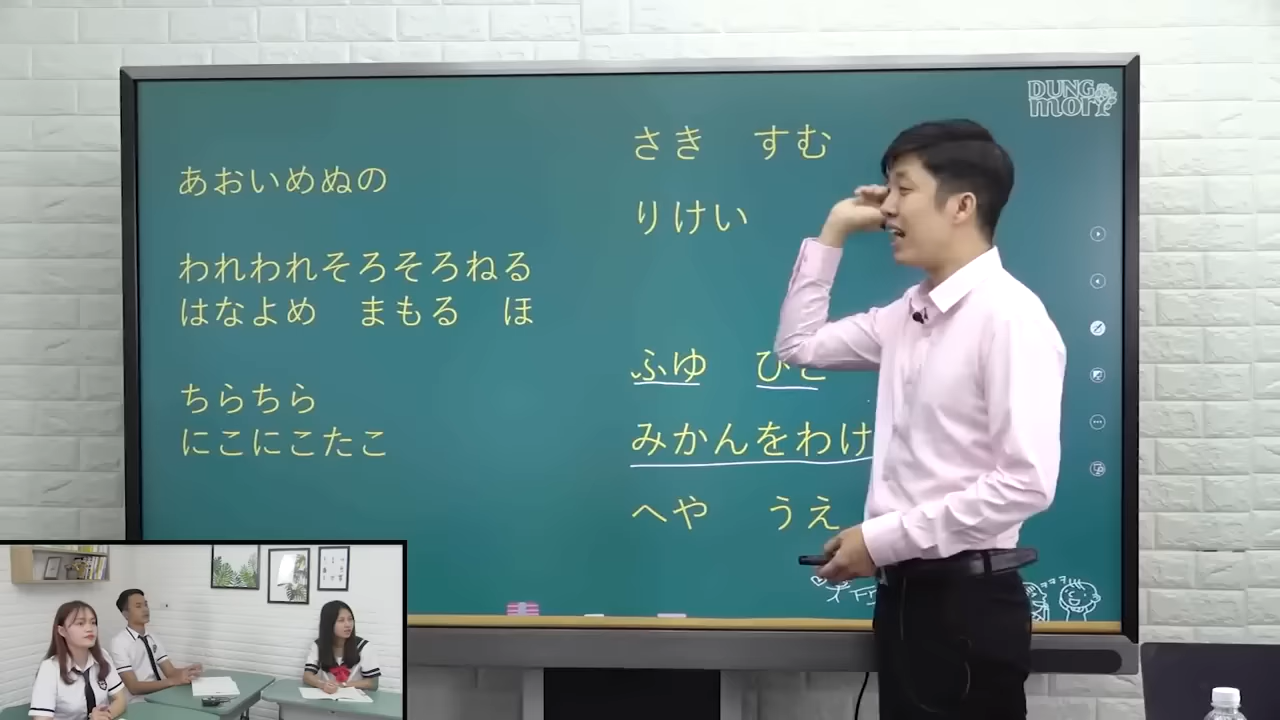 あおいめぬの
われわれそろそろねる
はなよめ　まもる　ほ
ちらちら
にこにこたこ
さき　すむ
りけい
ふゆ
みかんをわけ
へや　うえ
DUNG
mori